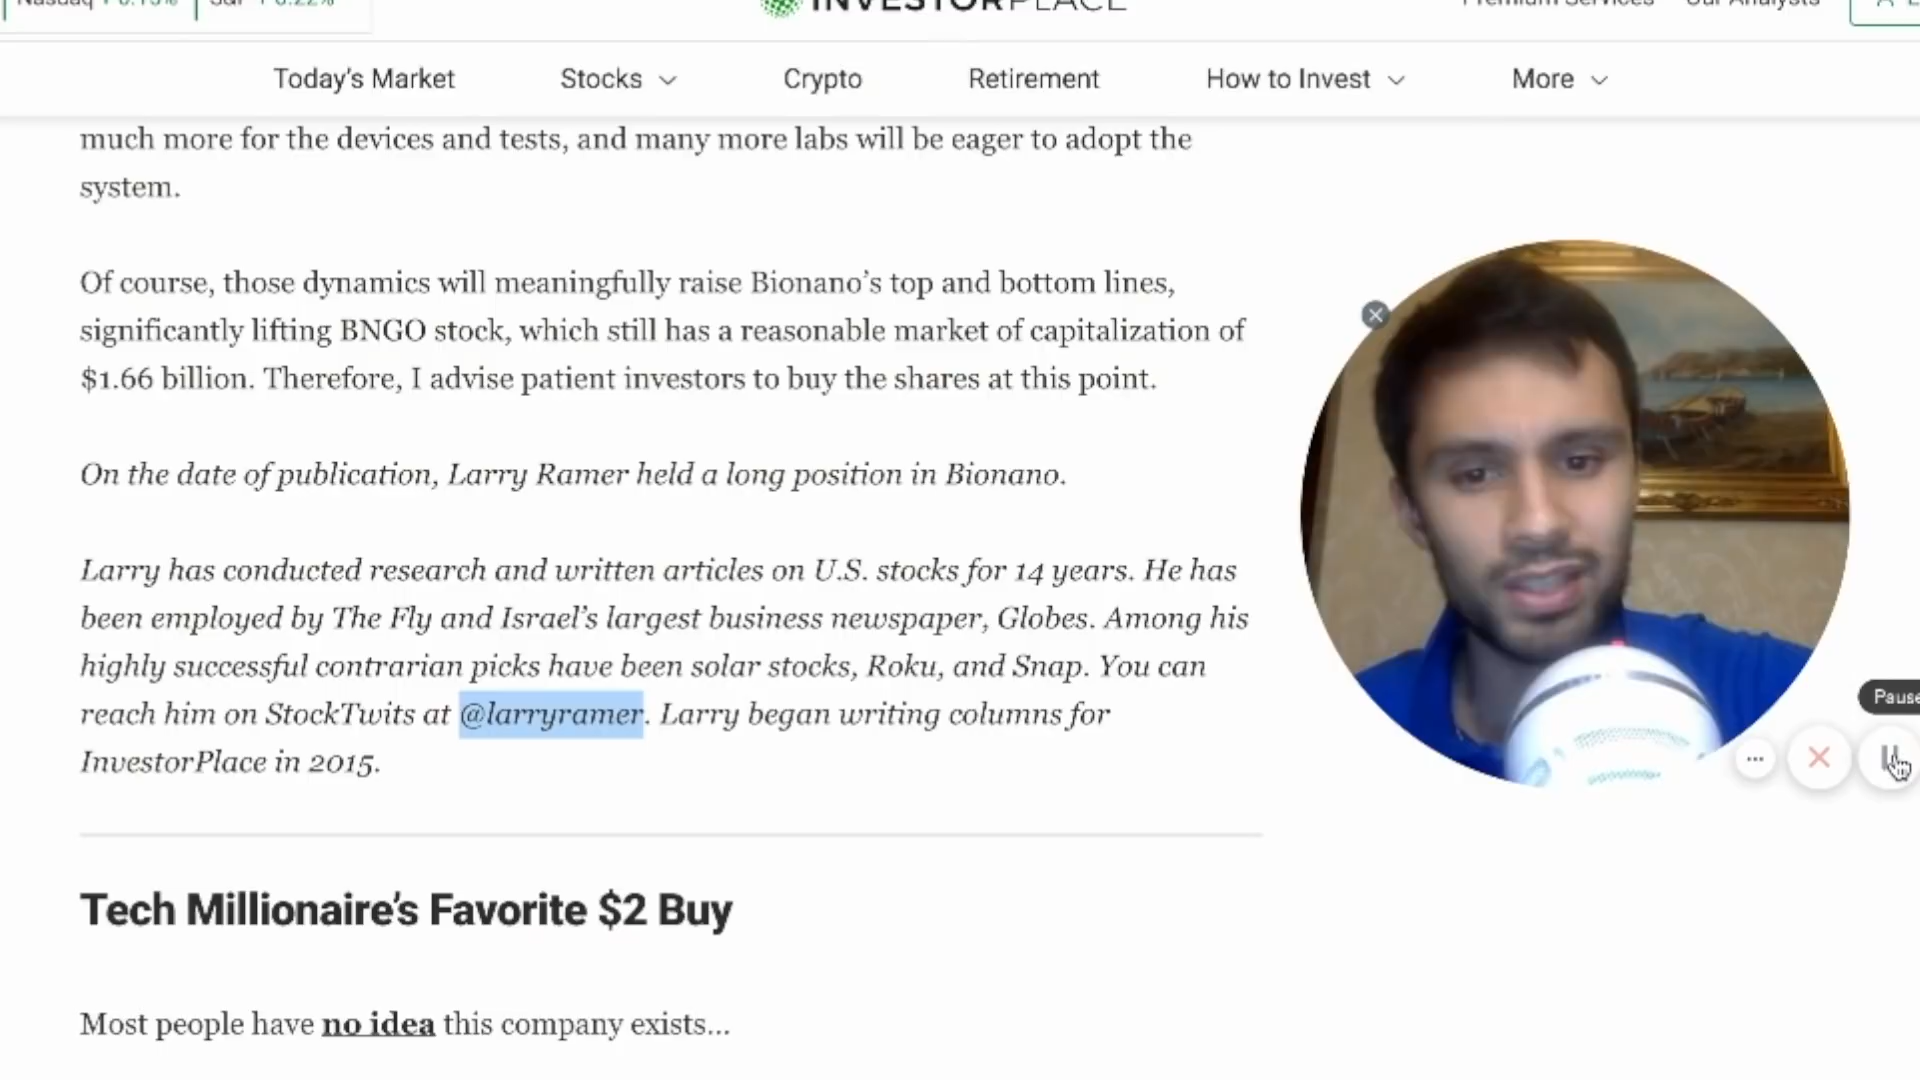 Nasdaq
INVESTORPLACE
Premium Services
Our Analysts
Today's Market
Stocks
Crypto
Retirement
How to Invest
More
much more for the devices and tests, and many more labs will be eager to adopt the
system.
Of course, those dynamics will meaningfully raise Bionano's top and bottom lines,
significantly lifting BNGO stock, which still has a reasonable market of capitalization of
$1.66 billion. Therefore, I advise patient investors to buy the shares at this point.
On the date of publication, Larry Ramer held a long position in Bionano.
Larry has conducted research and written articles on U.S. stocks for 14 years. He has
been employed by The Fly and Israel's largest business newspaper, Globes. Among his
highly successful contrarian picks have been solar stocks, Roku, and Snap. You can
reach him on StockTwits at @larryramer. Larry began writing columns for
InvestorPlace in 2015.
Pause
Tech Millionaire's Favorite $2 Buy
Most people have no idea this company exists...